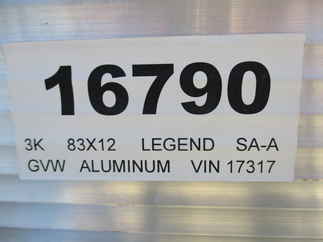 16790
3K 83X12 LEGEND SA-A
GVW ALUMINUM VIN 17317